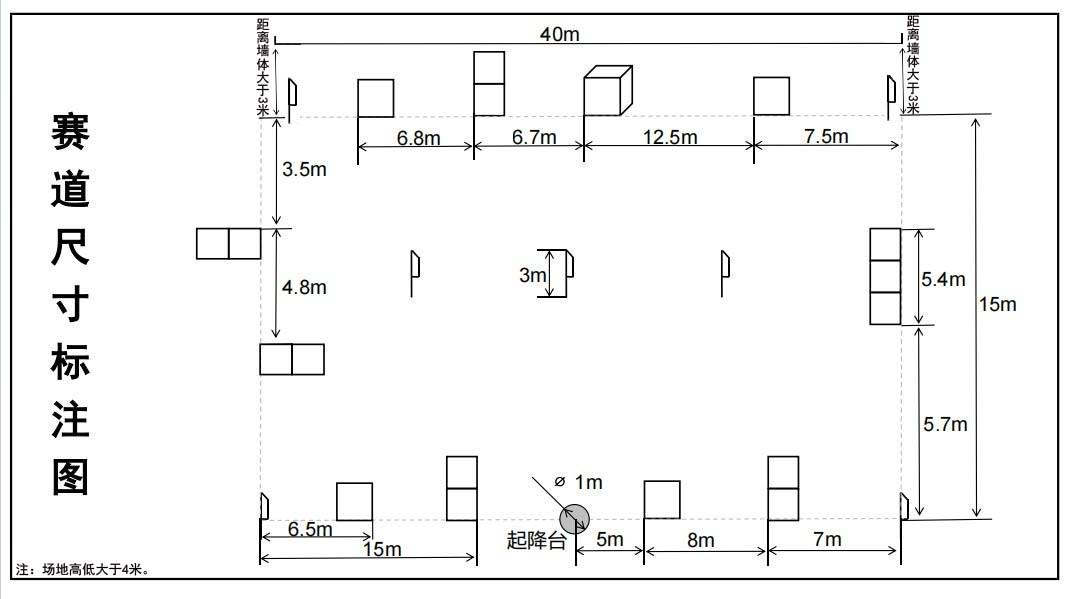 赛道尺寸标注图
距离墙体大于3米
40m
距离墙体大于3米
6.8m
6.7m
12.5m
7.5m
3.5m
4.8m
3m
5.4m
15m
5.7m
⌀ 1m
起降台
6.5m
15m
5m
8m
7m
注：场地高低大于4米。